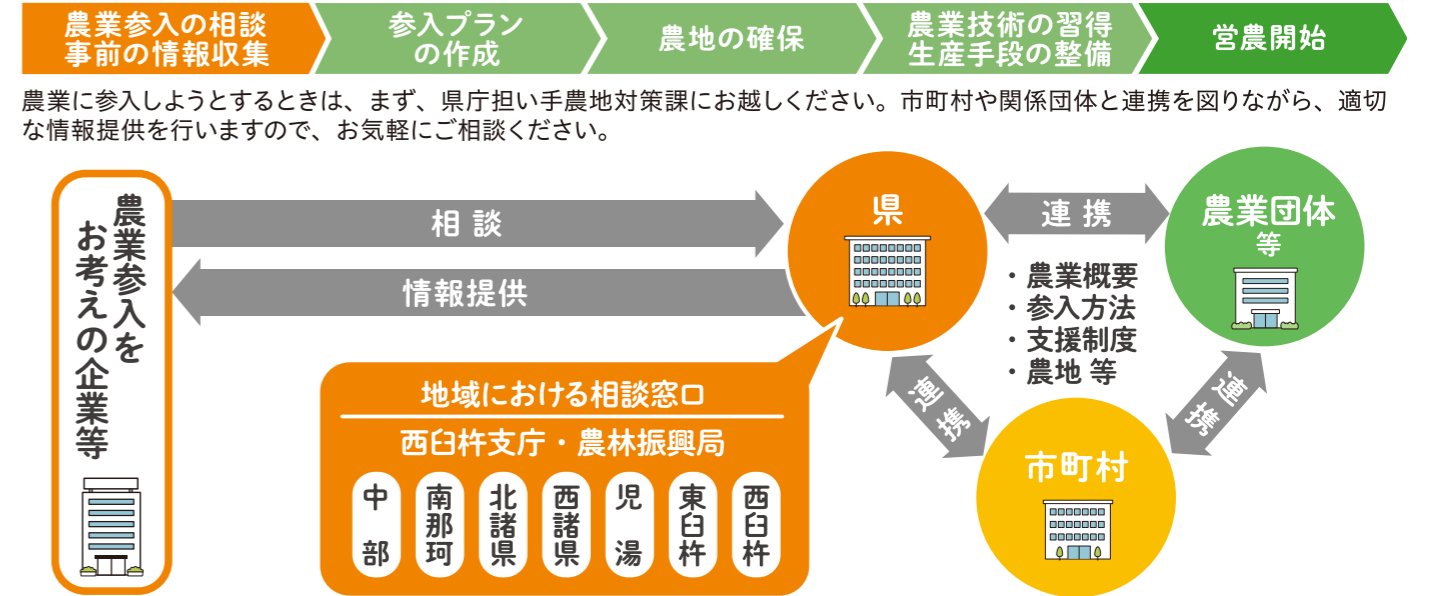 農業参入の相談
事前の情報収集
参入プラン
の作成
農地の確保
農業技術の習得
生産手段の整備
営農開始
農業に参入しようとするときは、まず、県庁担い手農地対策課にお越しください。市町村や関係団体と連携を図りながら、適切
な情報提供を行いますので、お気軽にご相談ください。
農業参入を
お考えの企業等
相談
情報提供
県
連携
農業団体
等
・農業概要
・参入方法
・支援制度
・農地 等
連携
連携
市町村
地域における相談窓口
西臼杵支庁・農林振興局
中部
南那珂
北諸県
西諸県
児湯
東臼杵
西臼杵